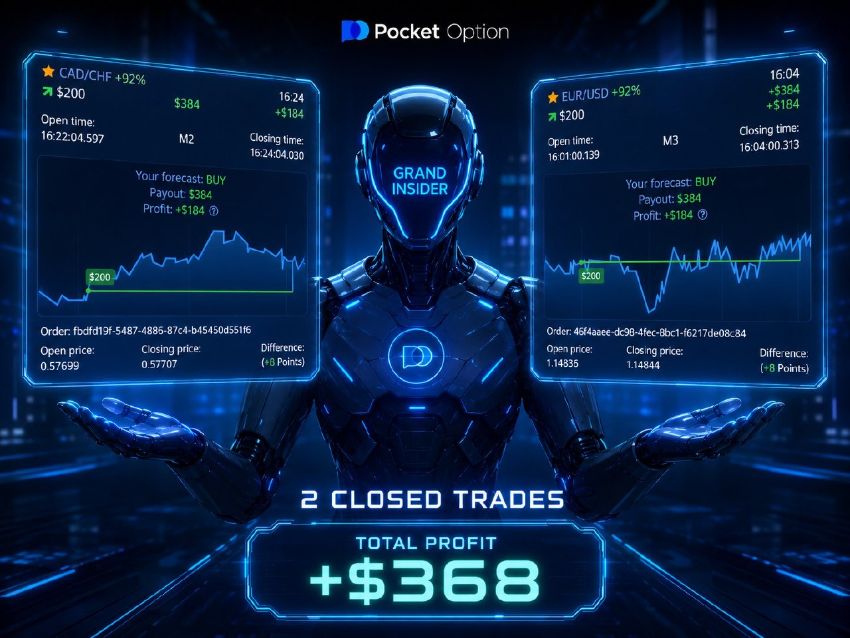 Pocket Option
CAD/CHF +92%
16:24
$200
$384
+$184
Open time:
16:22:04.597
M2
Closing time:
16:24:04.030
Your forecast: BUY
Payout: $384
Profit: +$184 ?
$200
Order: fbdfd19f-5487-4886-87c4-b45450d551f6
Open price:
0.57699
Closing price:
0.57707
Difference:
(+8 Points)
GRAND
INSIDER
EUR/USD +92%
16:04
+$384
$200
+$184
Open time:
16:01:00.139
M3
Closing time:
16:04:00.313
Your forecast: BUY
Payout: $384
Profit: +$184 ?
$200
Order: 46f4aaee-dc98-4fec-8bc1-f6217de08c84
Open price:
1.14835
Closing price:
1.14844
Difference:
(+8 Points)
2 CLOSED TRADES
TOTAL PROFIT
+$368